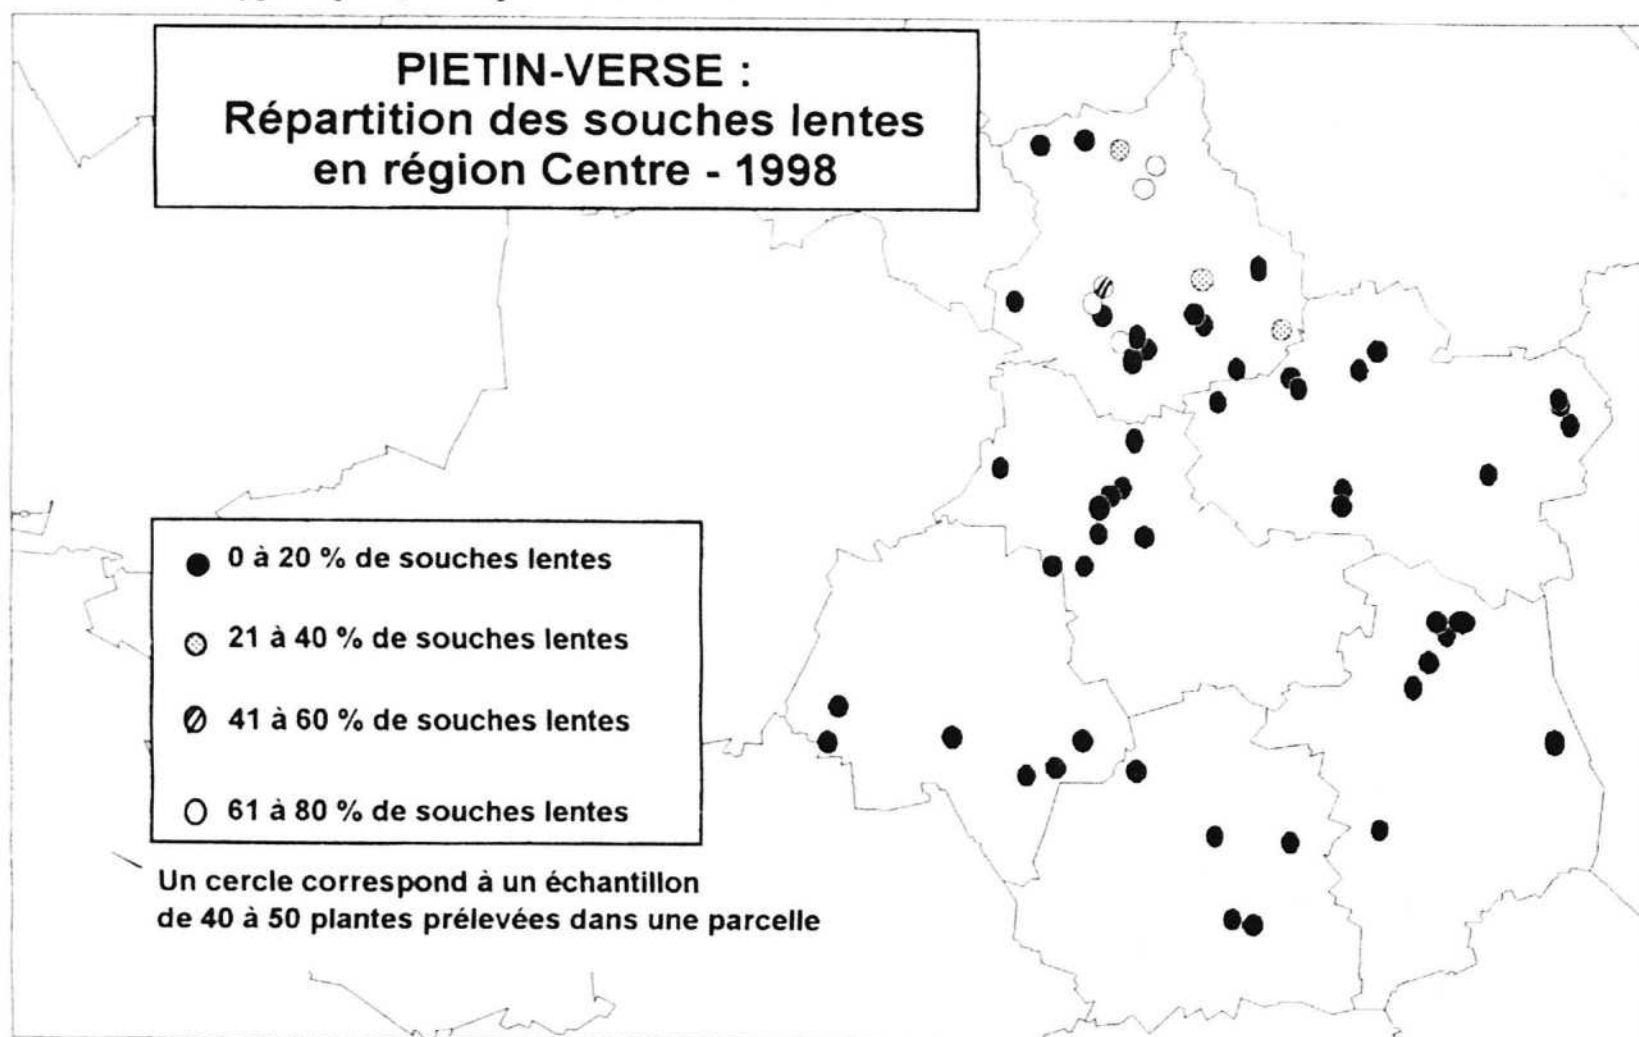 PIETIN-VERSE :
Répartition des souches lentes
en région Centre - 1998
0 à 20 % de souches lentes
21 à 40 % de souches lentes
41 à 60 % de souches lentes
61 à 80 % de souches lentes
Un cercle correspond à un échantillon
de 40 à 50 plantes prélevées dans une parcelle